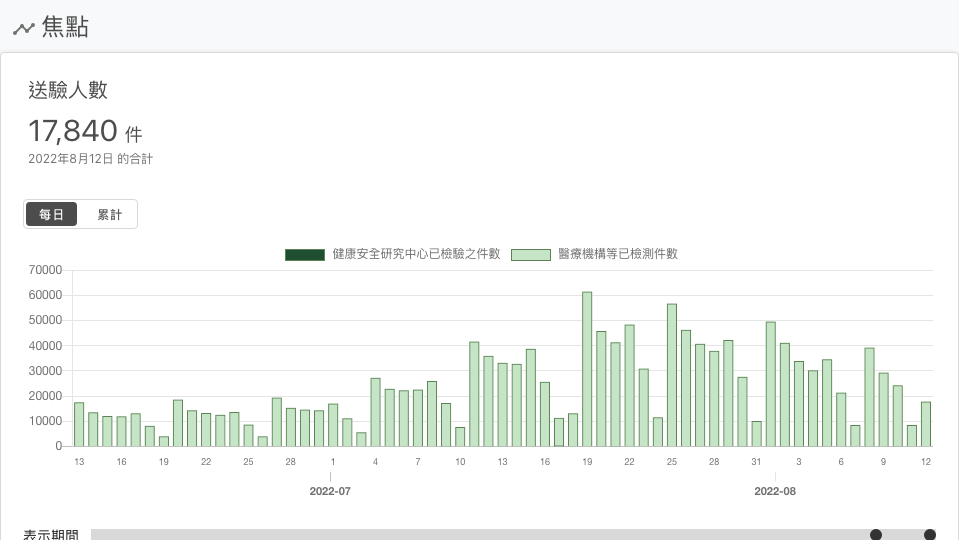 焦點
送驗人數
17,840 件
2022年8月12日 的合計
每日 累計
健康安全研究中心已檢驗之件數 醫療機構等已檢測件數
70000
60000
50000
40000
30000
20000
10000
0
13 16 19 22 25 28 1 4 7 10 13 16 19 22 25 28 31 3 6 9 12
2022-07 2022-08
表示期間